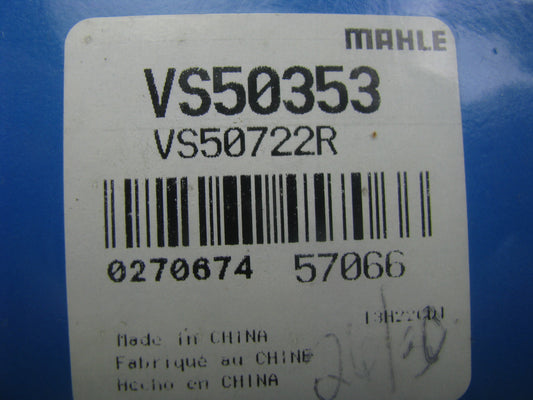 MAHLE
VS50353
VS50722R
0270674 57066
Made in CHINA
Fabriqué au CHINE
Hecho en CHINA